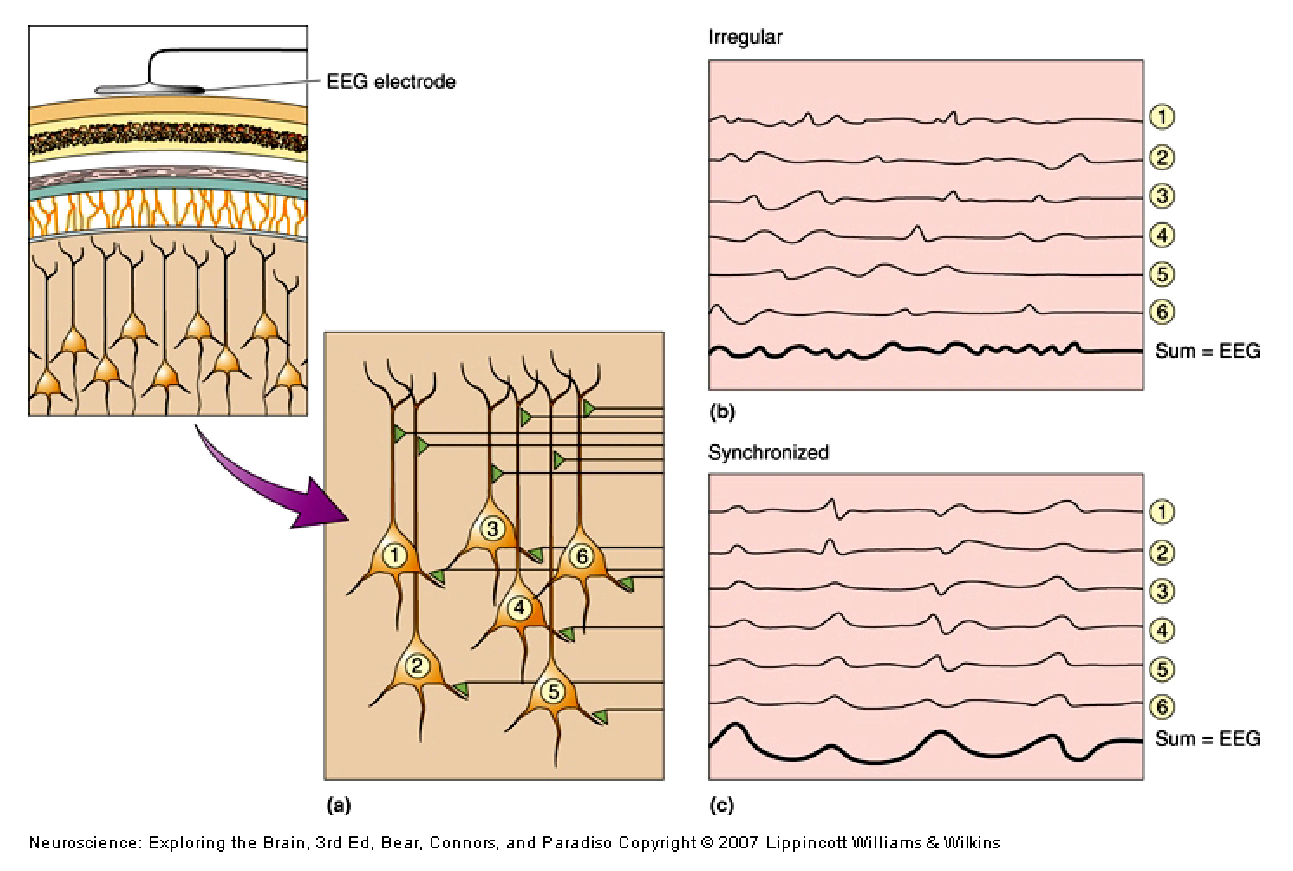 EEG electrode
1
3
6
4
2
5
(a)
Irregular
1
2
3
4
5
6
Sum = EEG
(b)
Synchronized
1
2
3
4
5
6
Sum = EEG
(c)
Neuroscience: Exploring the Brain, 3rd Ed, Bear, Connors, and Paradiso Copyright © 2007 Lippincott Williams & Wilkins